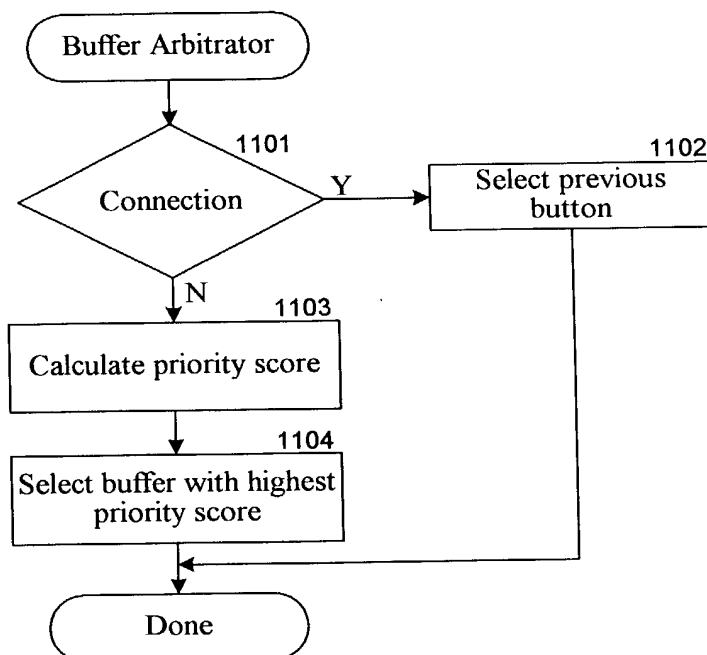 Buffer Arbitrator
1101
Connection
Y
1102
Select previous
button
N
1103
Calculate priority score
1104
Select buffer with highest
priority score
Done